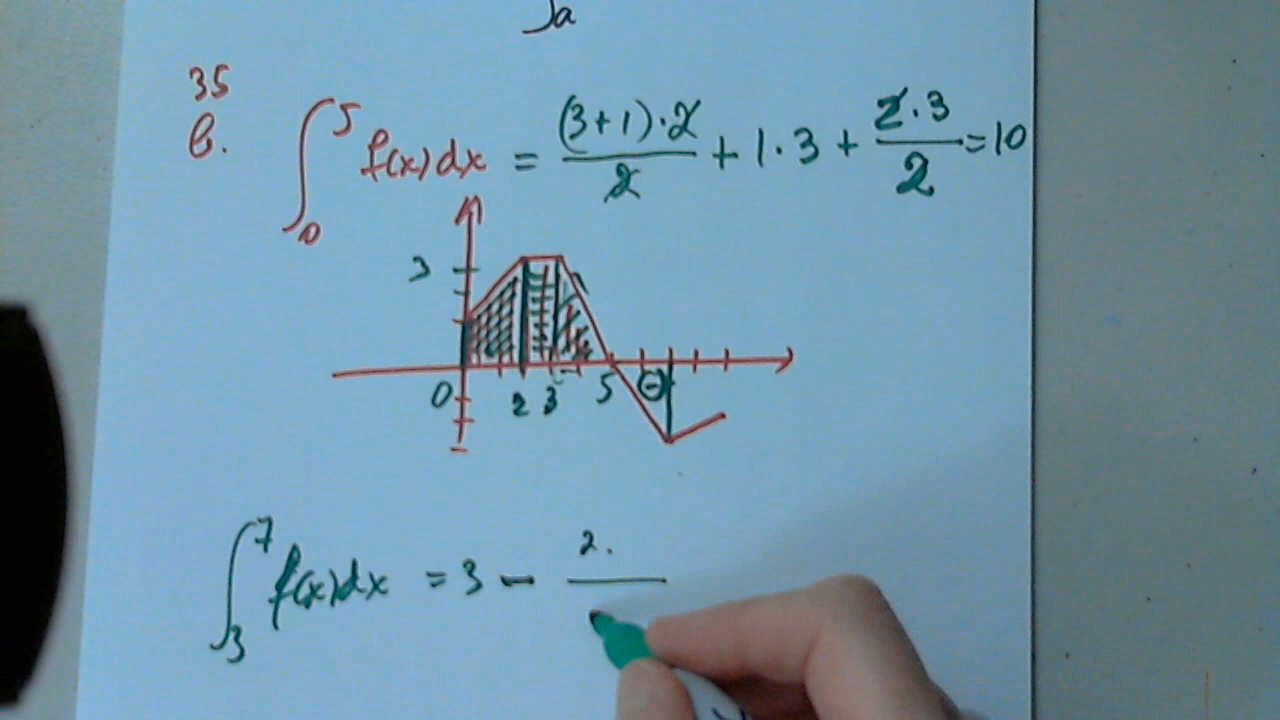 ∫a
35
b. ∫₀⁵ f(x)dx = (3+1)·2/2 + 1·3 + 2·3/2 = 10
3
0 2 3 5 ⊖
∫₃⁷ f(x)dx = 3 - 2.